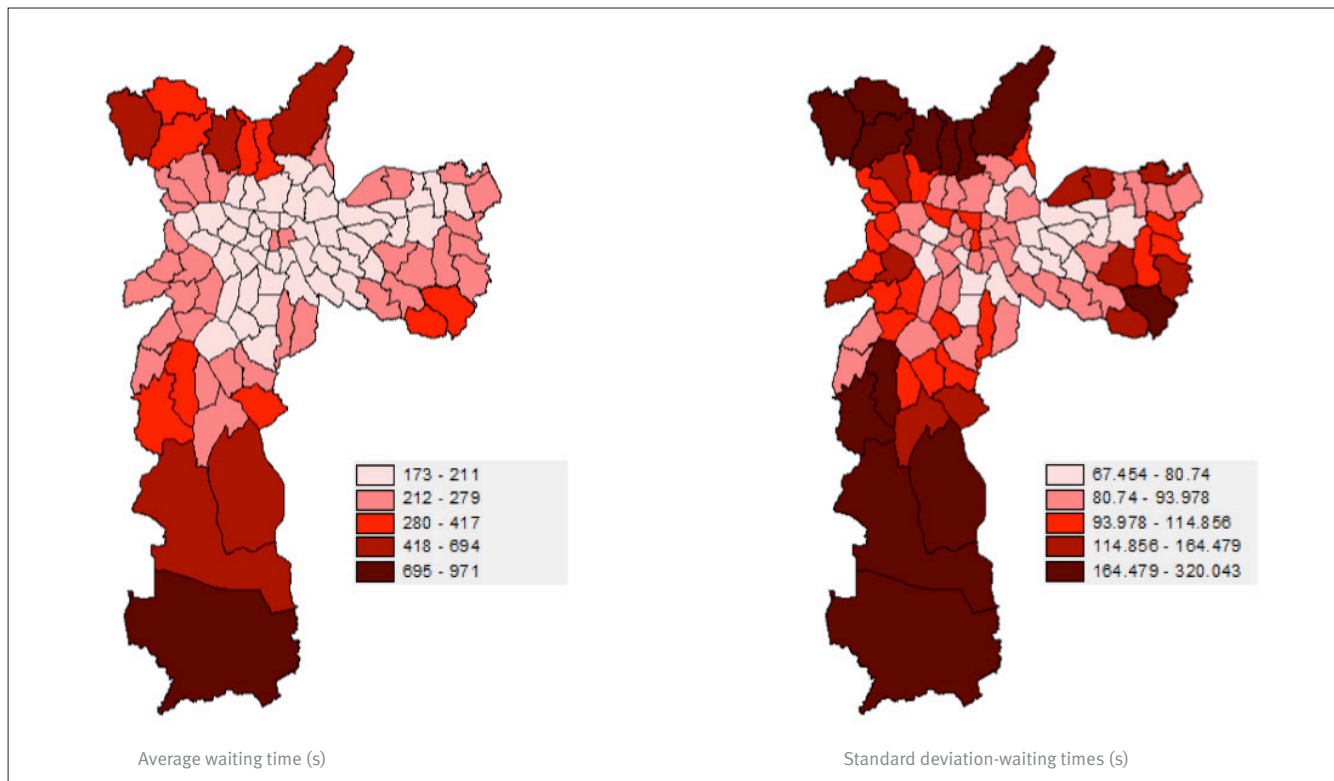 173 - 211
212 - 279
280 - 417
418 - 694
695 - 971
Average waiting time (s)
67.454 - 80.74
80.74 - 93.978
93.978 - 114.856
114.856 - 164.479
164.479 - 320.043
Standard deviation-waiting times (s)